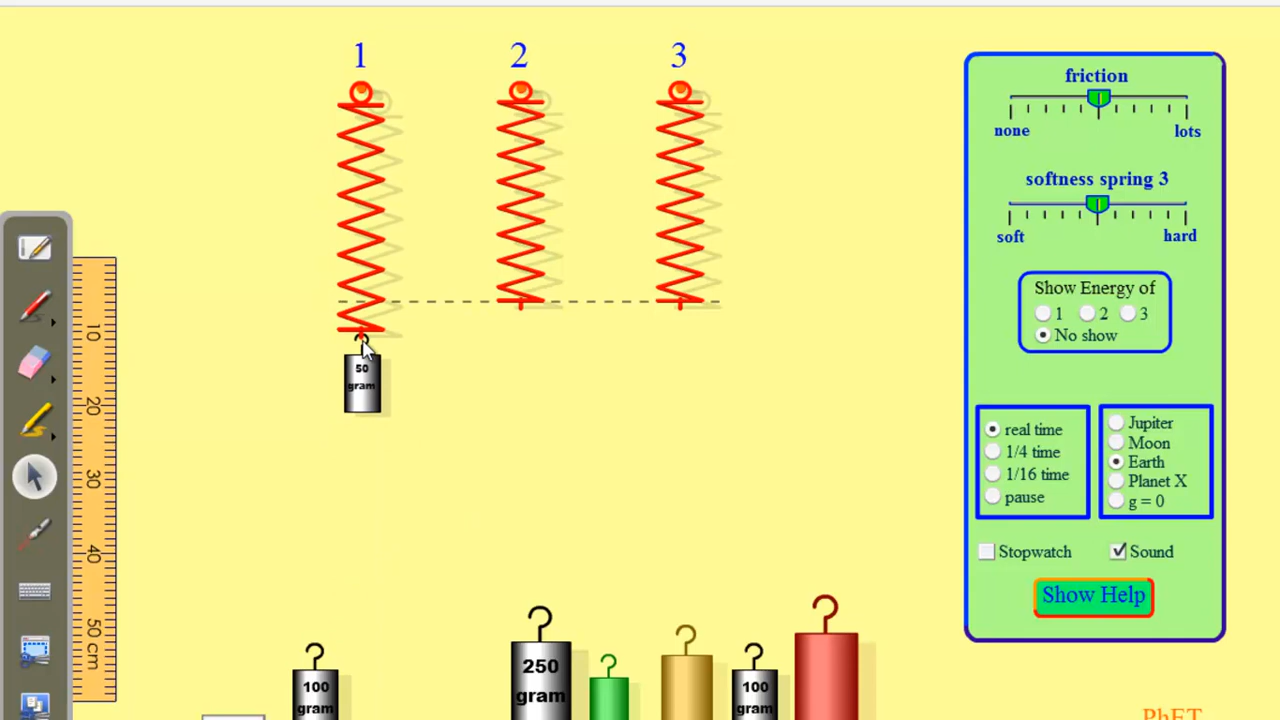 1 2 3
friction
none lots
softness spring 3
soft hard
Show Energy of
1 2 3
No show
50
gram
10
20
30
40
50 cm
real time
1/4 time
1/16 time
pause
Jupiter
Moon
Earth
Planet X
g = 0
Stopwatch Sound
Show Help
100
gram
250
gram
100
gram
PhET